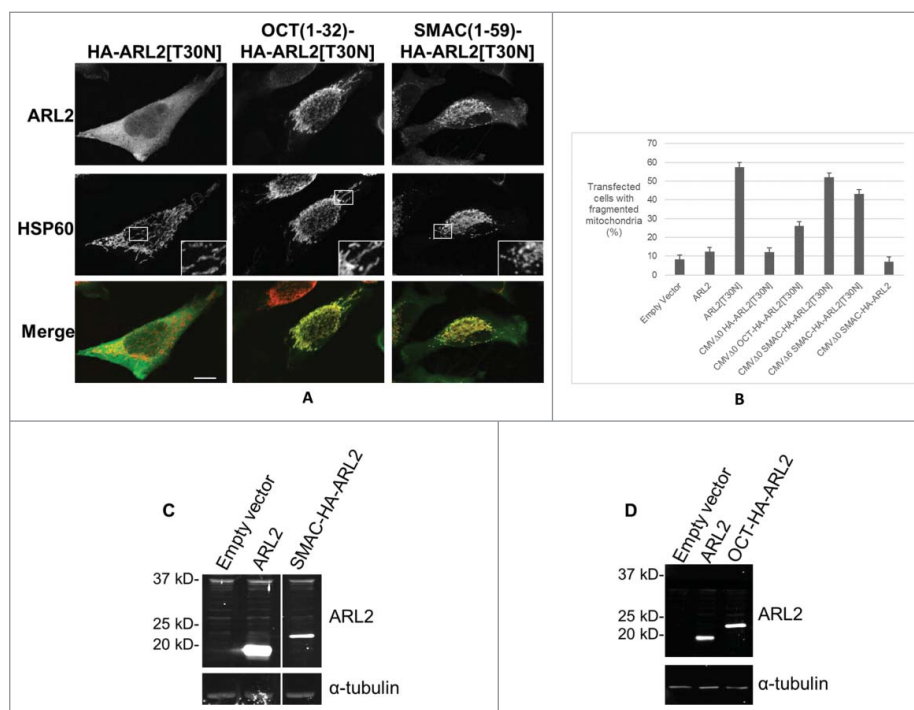 HA-ARL2[T30N]
OCT(1-32)-
HA-ARL2[T30N]
SMAC(1-59)-
HA-ARL2[T30N]
ARL2
HSP60
Merge
A
Transfected
cells with
fragmented
mitochondria
(%)
70
60
50
40
30
20
10
0
Empty Vector
ARL2
ARL2[T30N]
CMVΔ0 HA-ARL2[T30N]
CMVΔ0 OCT-HA-ARL2[T30N]
CMVΔ0 SMAC-HA-ARL2[T30N]
CMVΔ6 SMAC-HA-ARL2[T30N]
CMVΔ0 SMAC-HA-ARL2
B
C
Empty vector
ARL2
SMAC-HA-ARL2
37 kD-
25 kD-
20 kD-
ARL2
α-tubulin
D
Empty vector
ARL2
OCT-HA-ARL2
37 kD-
25 kD-
20 kD-
ARL2
α-tubulin